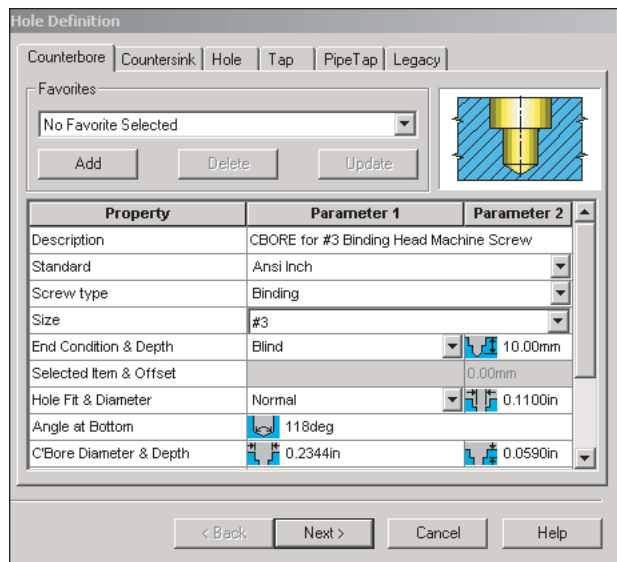 Hole Definition
Counterbore Countersink Hole Tap PipeTap Legacy
Favorites
No Favorite Selected
Add Delete Update
Property Parameter 1 Parameter 2
Description CBORE for #3 Binding Head Machine Screw
Standard Ansi Inch
Screw type Binding
Size #3
End Condition & Depth Blind 10.00mm
Selected Item & Offset 0.00mm
Hole Fit & Diameter Normal 0.1100in
Angle at Bottom 118deg
C'Bore Diameter & Depth 0.2344in 0.0590in
< Back Next > Cancel Help